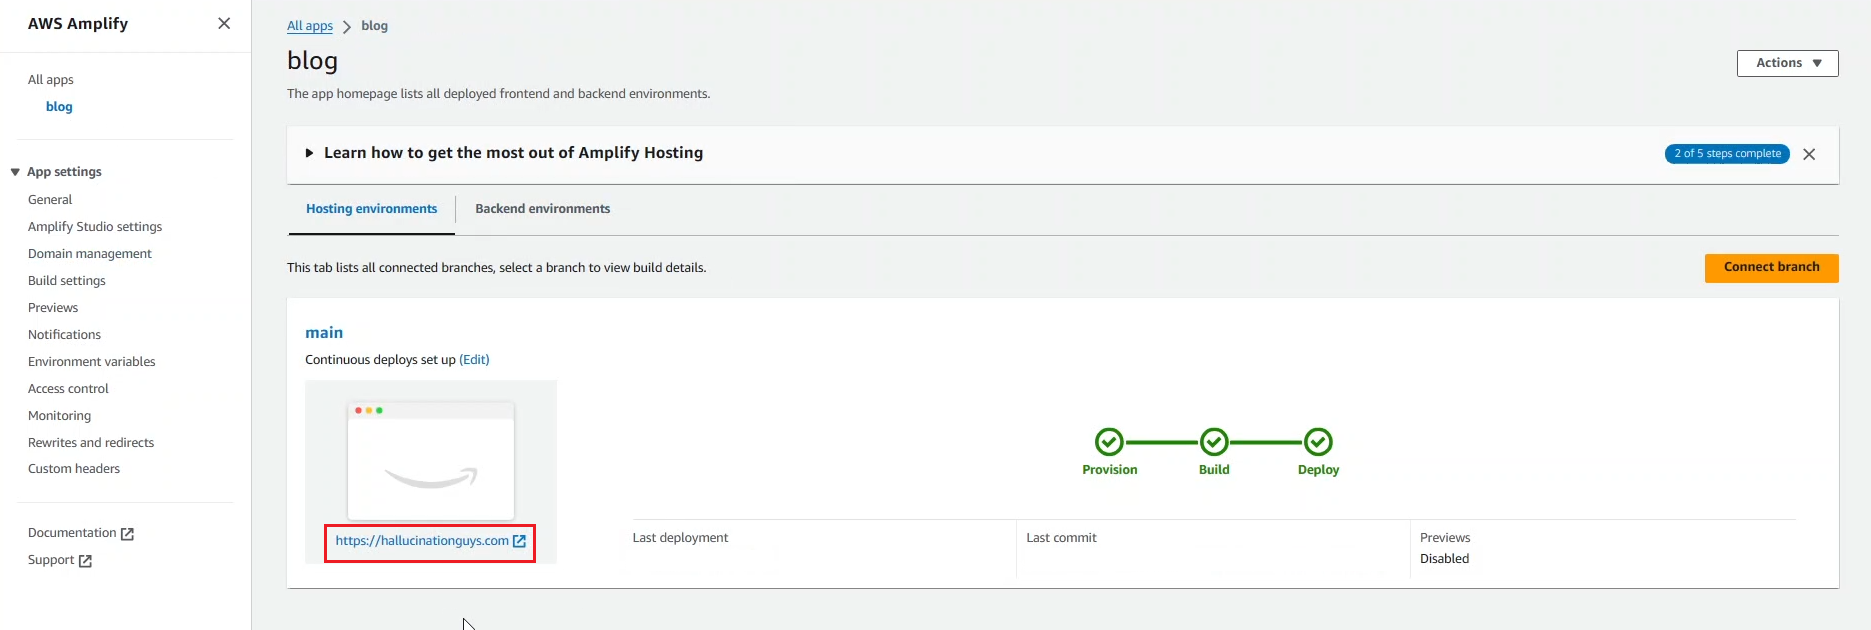 AWS Amplify
All apps
blog
App settings
General
Amplify Studio settings
Domain management
Build settings
Previews
Notifications
Environment variables
Access control
Monitoring
Rewrites and redirects
Custom headers
Documentation
Support
All apps > blog
blog
Actions
The app homepage lists all deployed frontend and backend environments.
Learn how to get the most out of Amplify Hosting
2 of 5 steps complete
Hosting environments
Backend environments
This tab lists all connected branches, select a branch to view build details.
Connect branch
main
Continuous deploys set up (Edit)
https://hallucinationguys.com
Provision
Build
Deploy
Last deployment
Last commit
Previews
Disabled